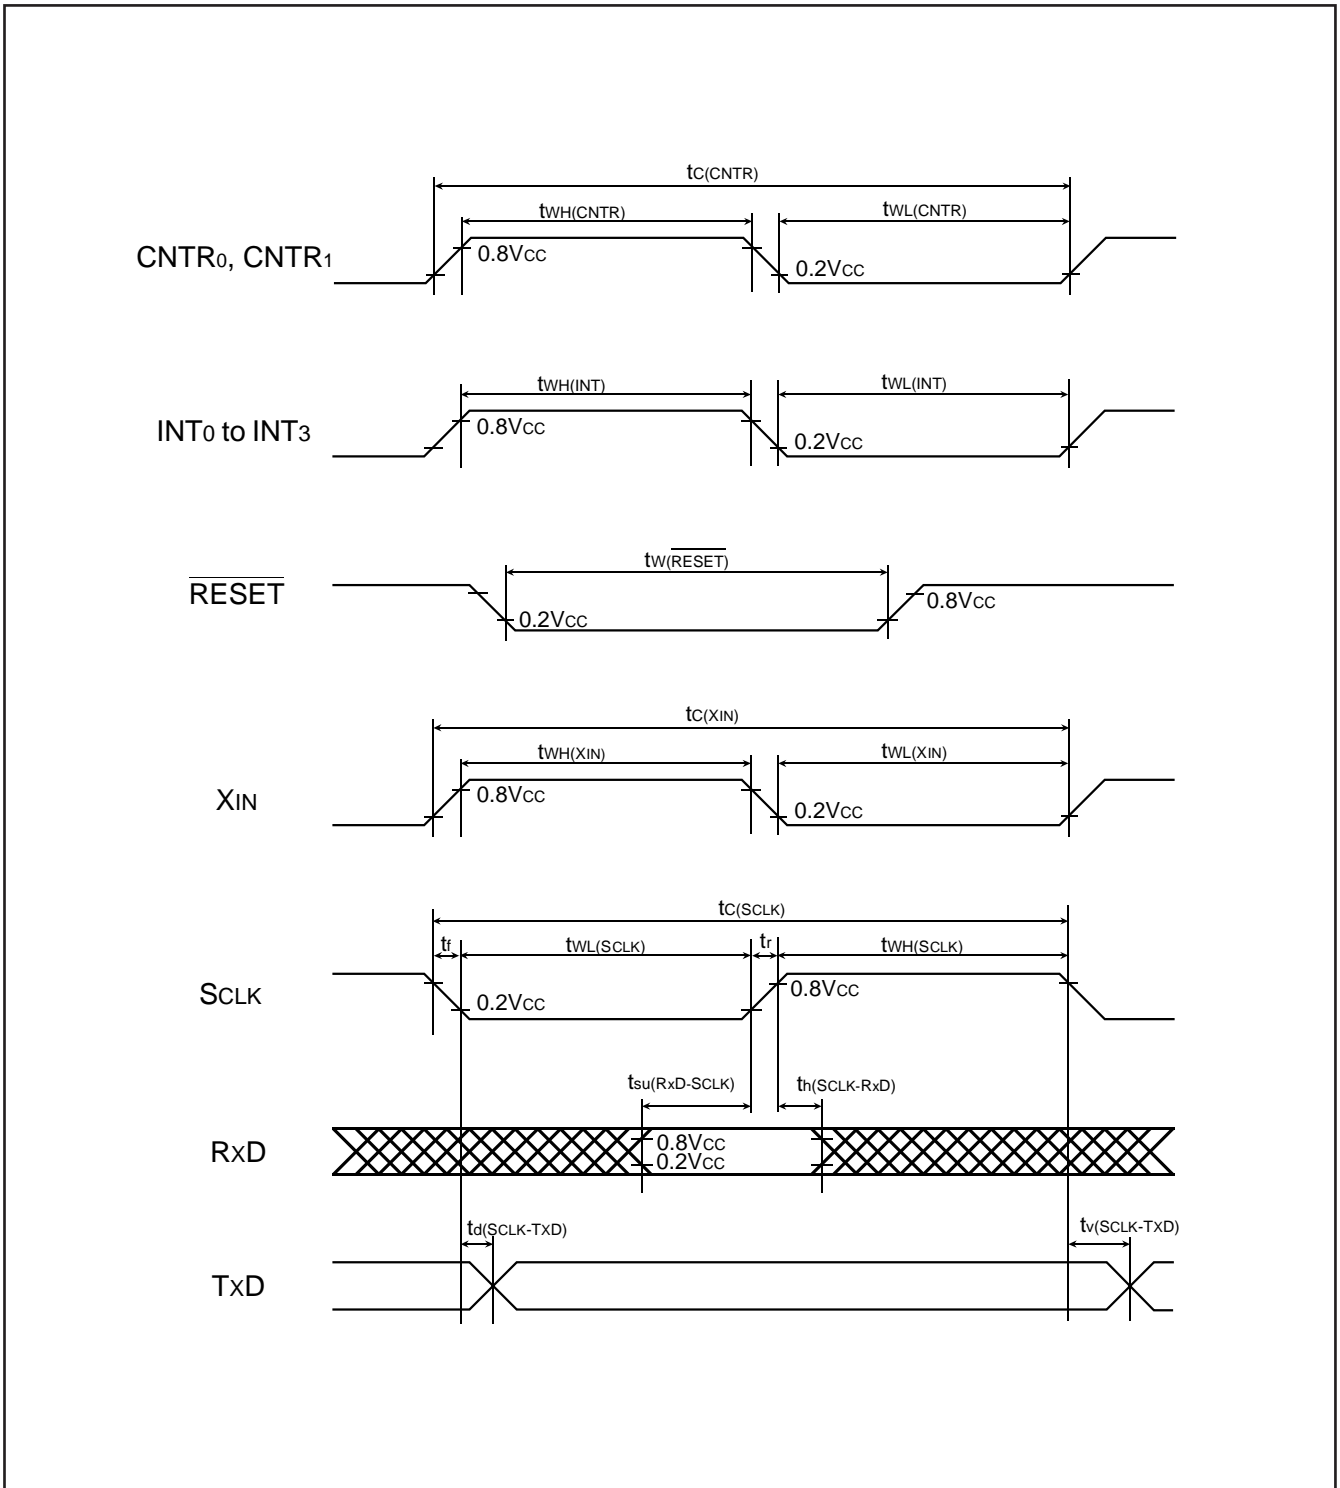 tC(CNTR)
tWH(CNTR)
tWL(CNTR)
CNTR0, CNTR1
0.8VCC
0.2VCC
tWH(INT)
tWL(INT)
INT0 to INT3
0.8VCC
0.2VCC
tW(RESET)
RESET
0.2VCC
0.8VCC
tC(XIN)
tWH(XIN)
tWL(XIN)
XIN
0.8VCC
0.2VCC
tC(SCLK)
tf
tWL(SCLK)
tr
tWH(SCLK)
SCLK
0.2VCC
0.8VCC
tsu(RxD-SCLK)
th(SCLK-RxD)
RXD
0.8VCC
0.2VCC
td(SCLK-TXD)
tv(SCLK-TXD)
TXD